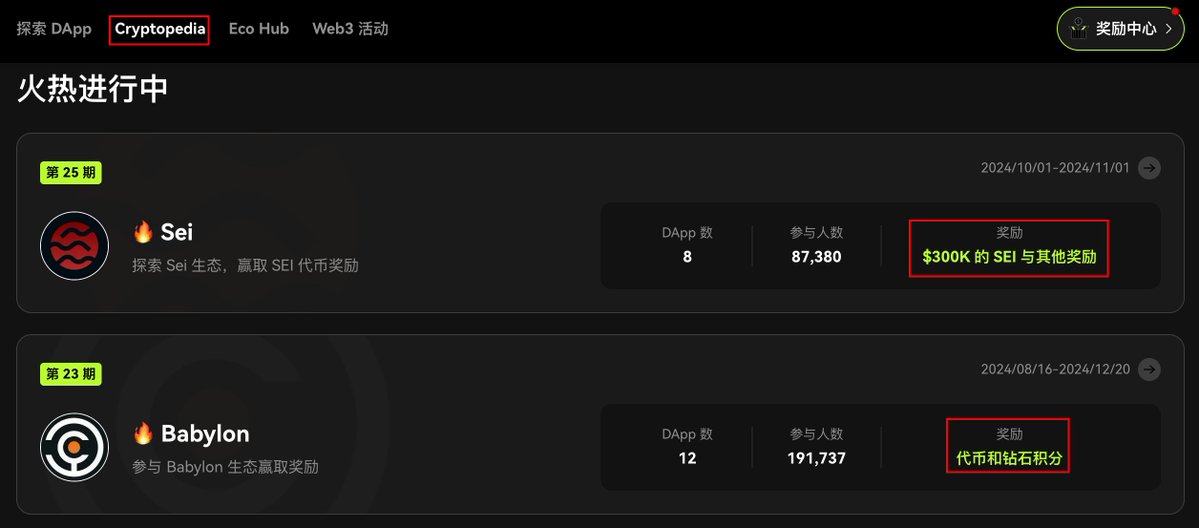 探索 DApp Cryptopedia Eco Hub Web3 活动 奖励中心
火热进行中
第 25 期
2024/10/01-2024/11/01
Sei
探索 Sei 生态，赢取 SEI 代币奖励
DApp 数 参与人数 奖励
8 87,380 $300K 的 SEI 与其他奖励
第 23 期
2024/08/16-2024/12/20
Babylon
参与 Babylon 生态赢取奖励
DApp 数 参与人数 奖励
12 191,737 代币和钻石积分